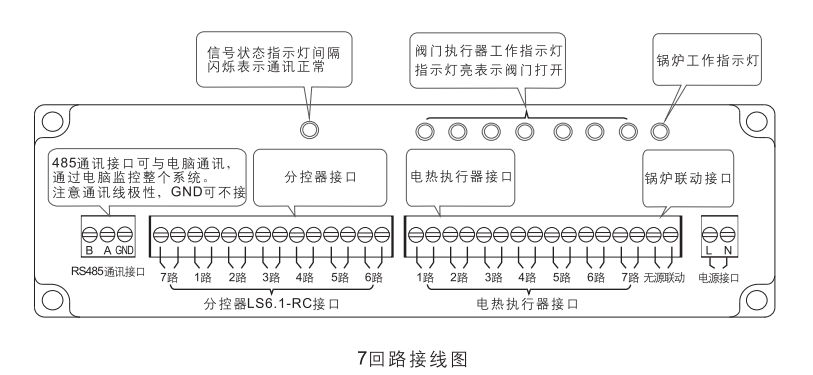 信号状态指示灯间隔
闪烁表示通讯正常
阀门执行器工作指示灯
指示灯亮表示阀门打开
锅炉工作指示灯
485通讯接口可与电脑通讯，
通过电脑监控整个系统。
注意通讯线极性，GND可不接
分控器接口
电热执行器接口
锅炉联动接口
B A GND
L N
RS485通讯接口
7路 1路 2路 3路 4路 5路 6路
1路 2路 3路 4路 5路 6路 7路 无源联动
电源接口
分控器LS6.1-RC接口
电热执行器接口
7回路接线图